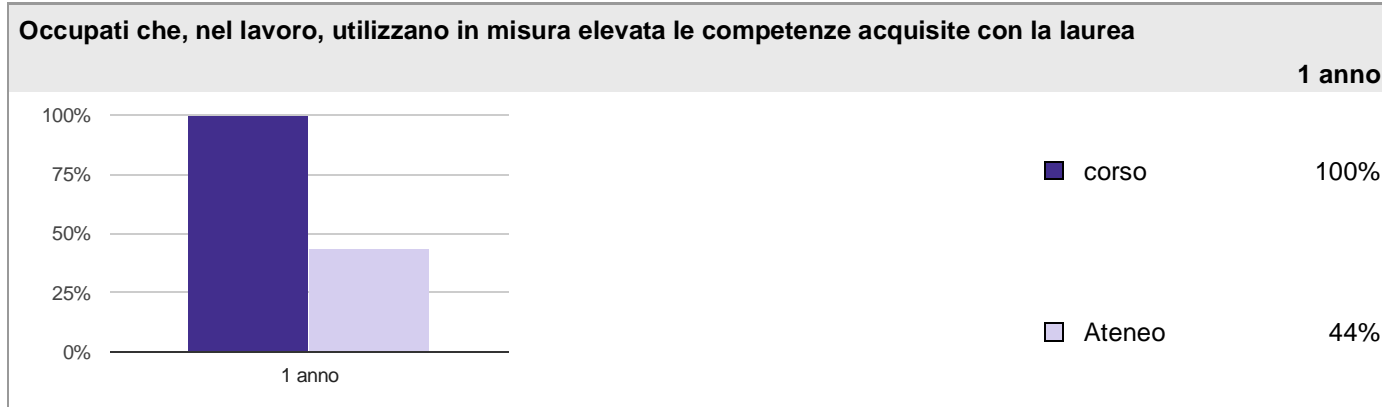 Occupati che, nel lavoro, utilizzano in misura elevata le competenze acquisite con la laurea
1 anno
100%
75%
50%
25%
0%
1 anno
corso 100%
Ateneo 44%